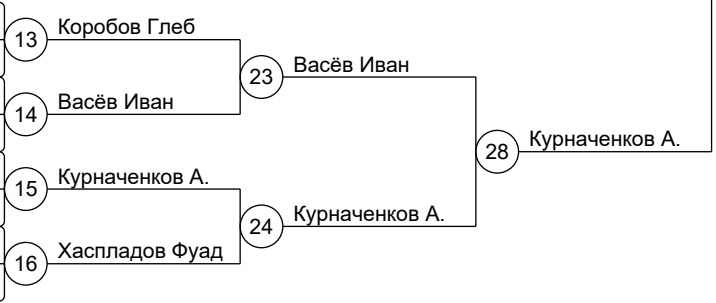 13 Коробов Глеб
23 Васёв Иван
14 Васёв Иван
28 Курначенков А.
15 Курначенков А.
24 Курначенков А.
16 Хаспладов Фуад